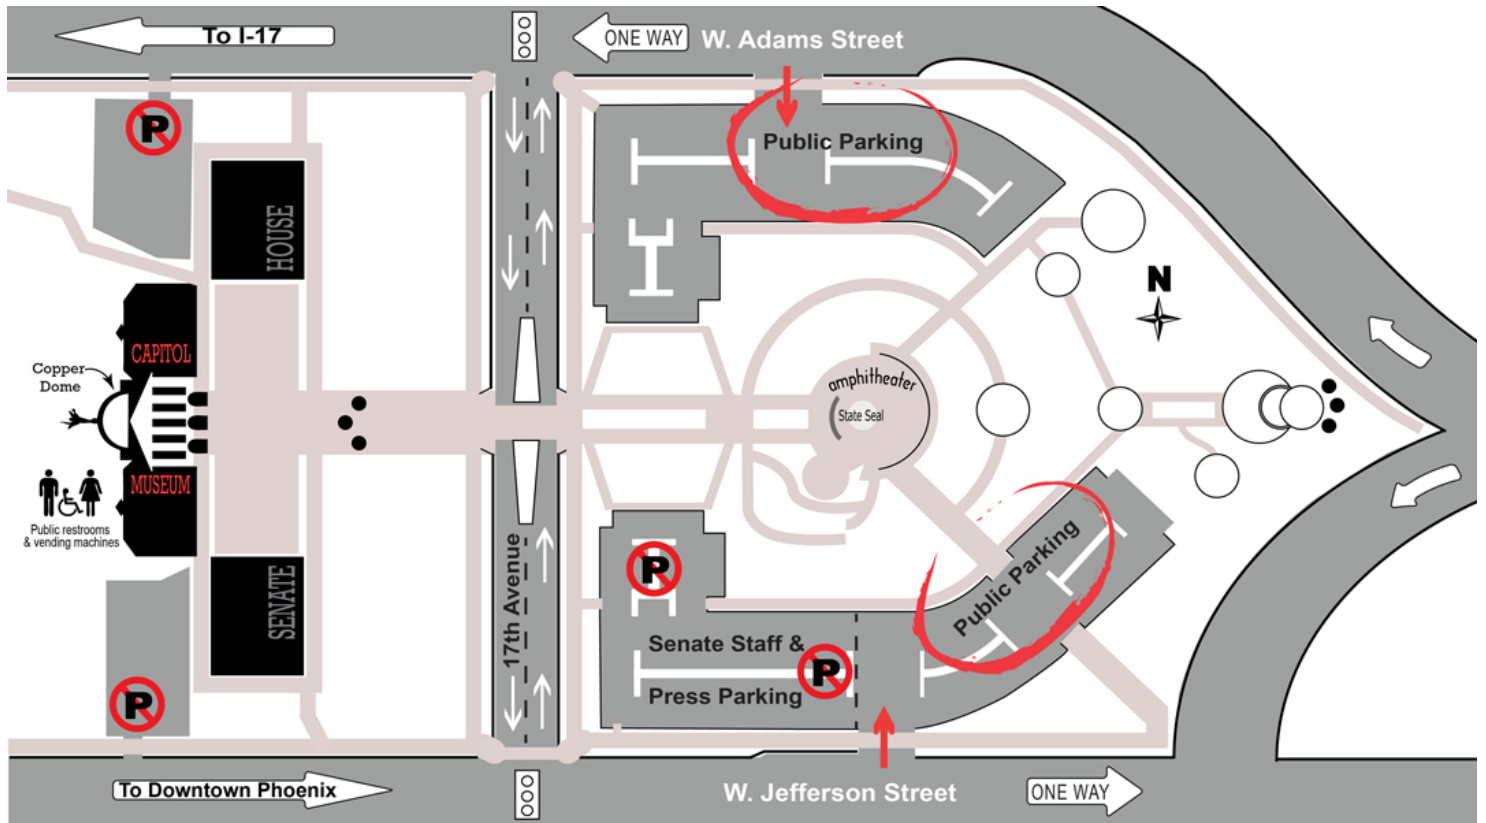 To I-17
ONE WAY
W. Adams Street
P
Public Parking
HOUSE
N
CAPITOL
Copper
Dome
amphitheater
State Seal
MUSEUM
Public restrooms
& vending machines
SENATE
17th Avenue
P
Public Parking
Senate Staff &
P
Press Parking
P
To Downtown Phoenix
W. Jefferson Street
ONE WAY